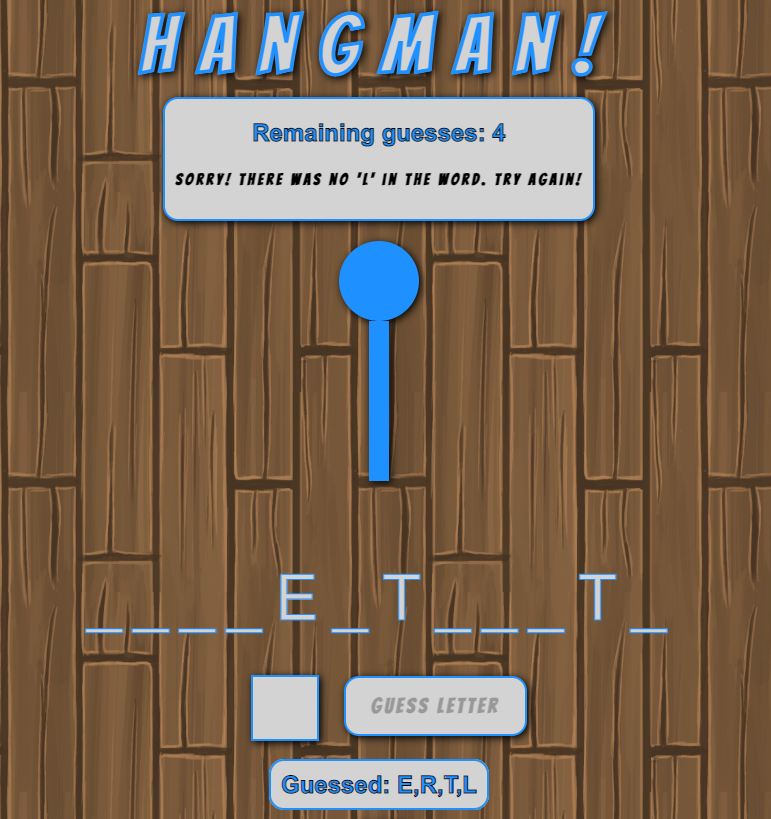 HANGMAN!
Remaining guesses: 4
SORRY! THERE WAS NO 'L' IN THE WORD. TRY AGAIN!
_ _ _ _ E _ T _ _ _ T _
GUESS LETTER
Guessed: E,R,T,L